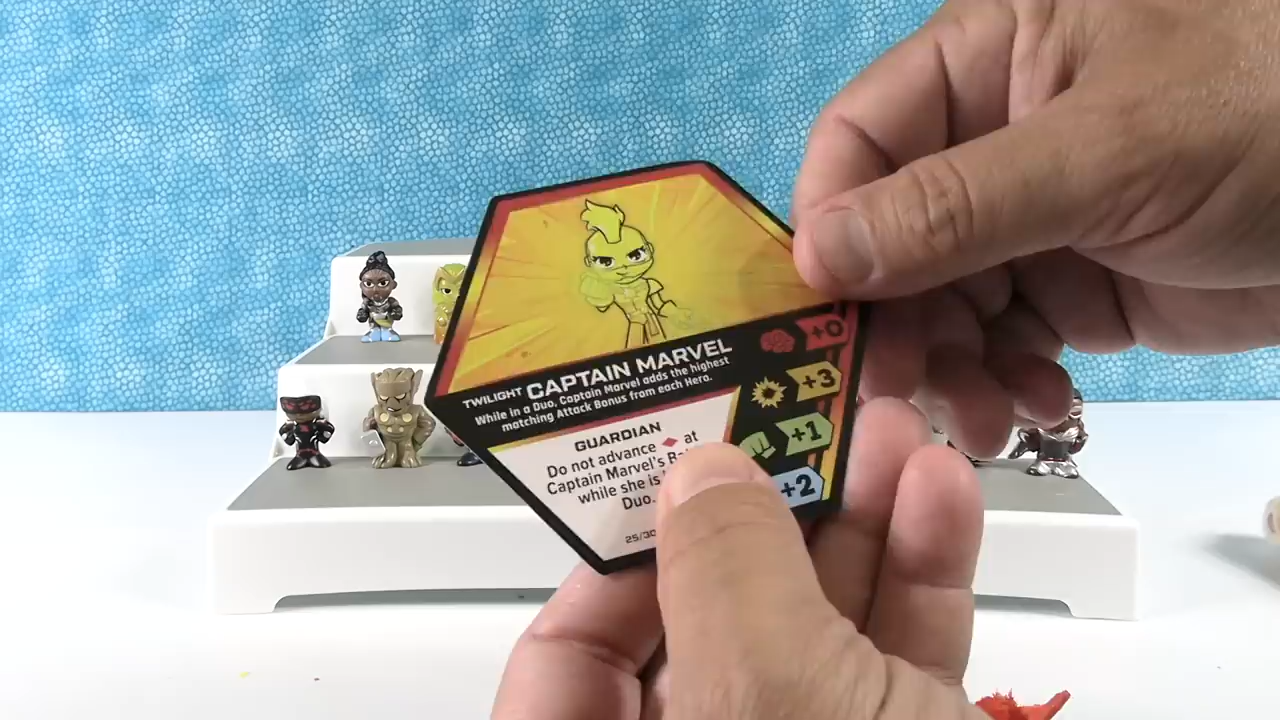 TWILIGHT CAPTAIN MARVEL
While in a Duo, Captain Marvel adds the highest
matching Attack Bonus from each Hero.
GUARDIAN
Do not advance at
Captain Marvel's
while she is
Duo.
25/30
+0
+3
+1
+2